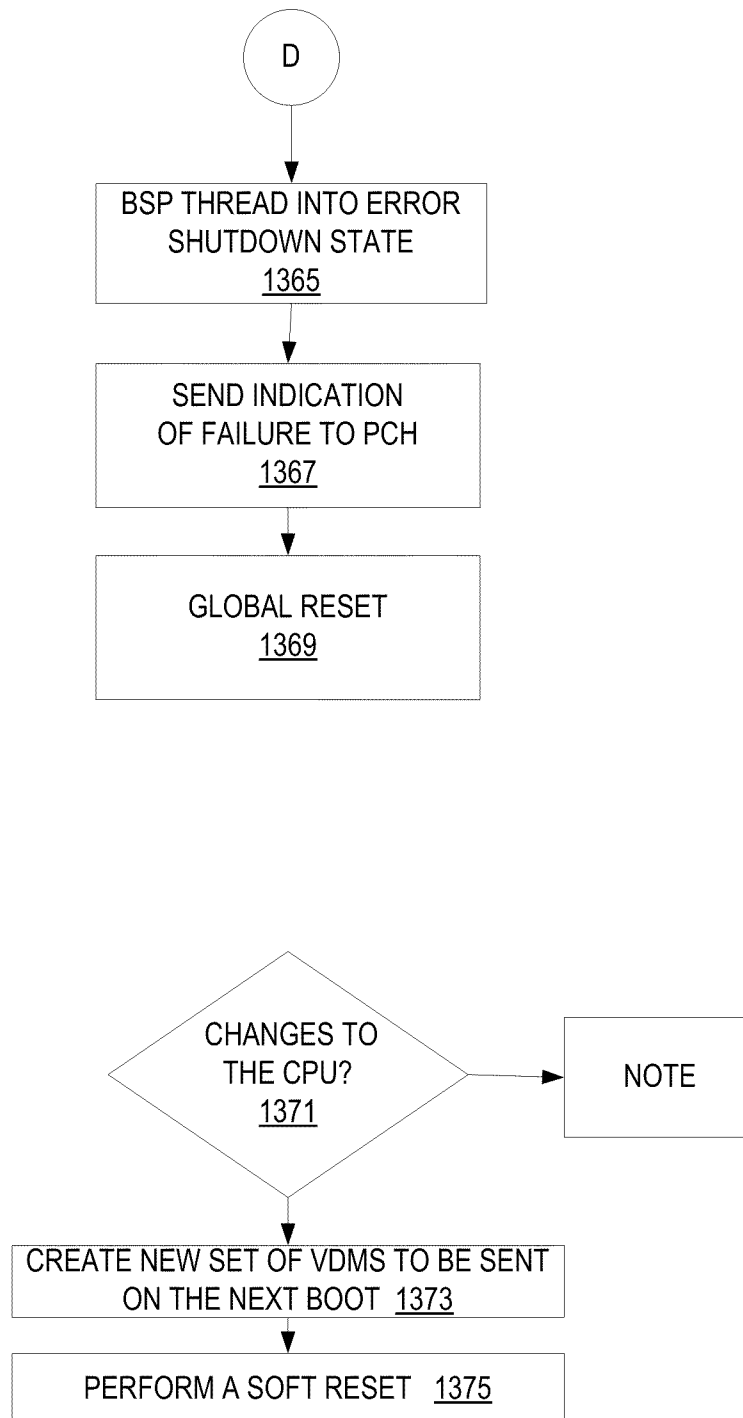 D
BSP THREAD INTO ERROR
SHUTDOWN STATE
1365
SEND INDICATION
OF FAILURE TO PCH
1367
GLOBAL RESET
1369
CHANGES TO
THE CPU?
1371
NOTE
CREATE NEW SET OF VDMS TO BE SENT
ON THE NEXT BOOT 1373
PERFORM A SOFT RESET 1375